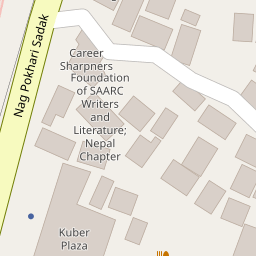 Nag Pokhari Sadak
Career
Sharpners
Foundation
of SAARC
Writers
and
Literature;
Nepal
Chapter
Kuber
Plaza